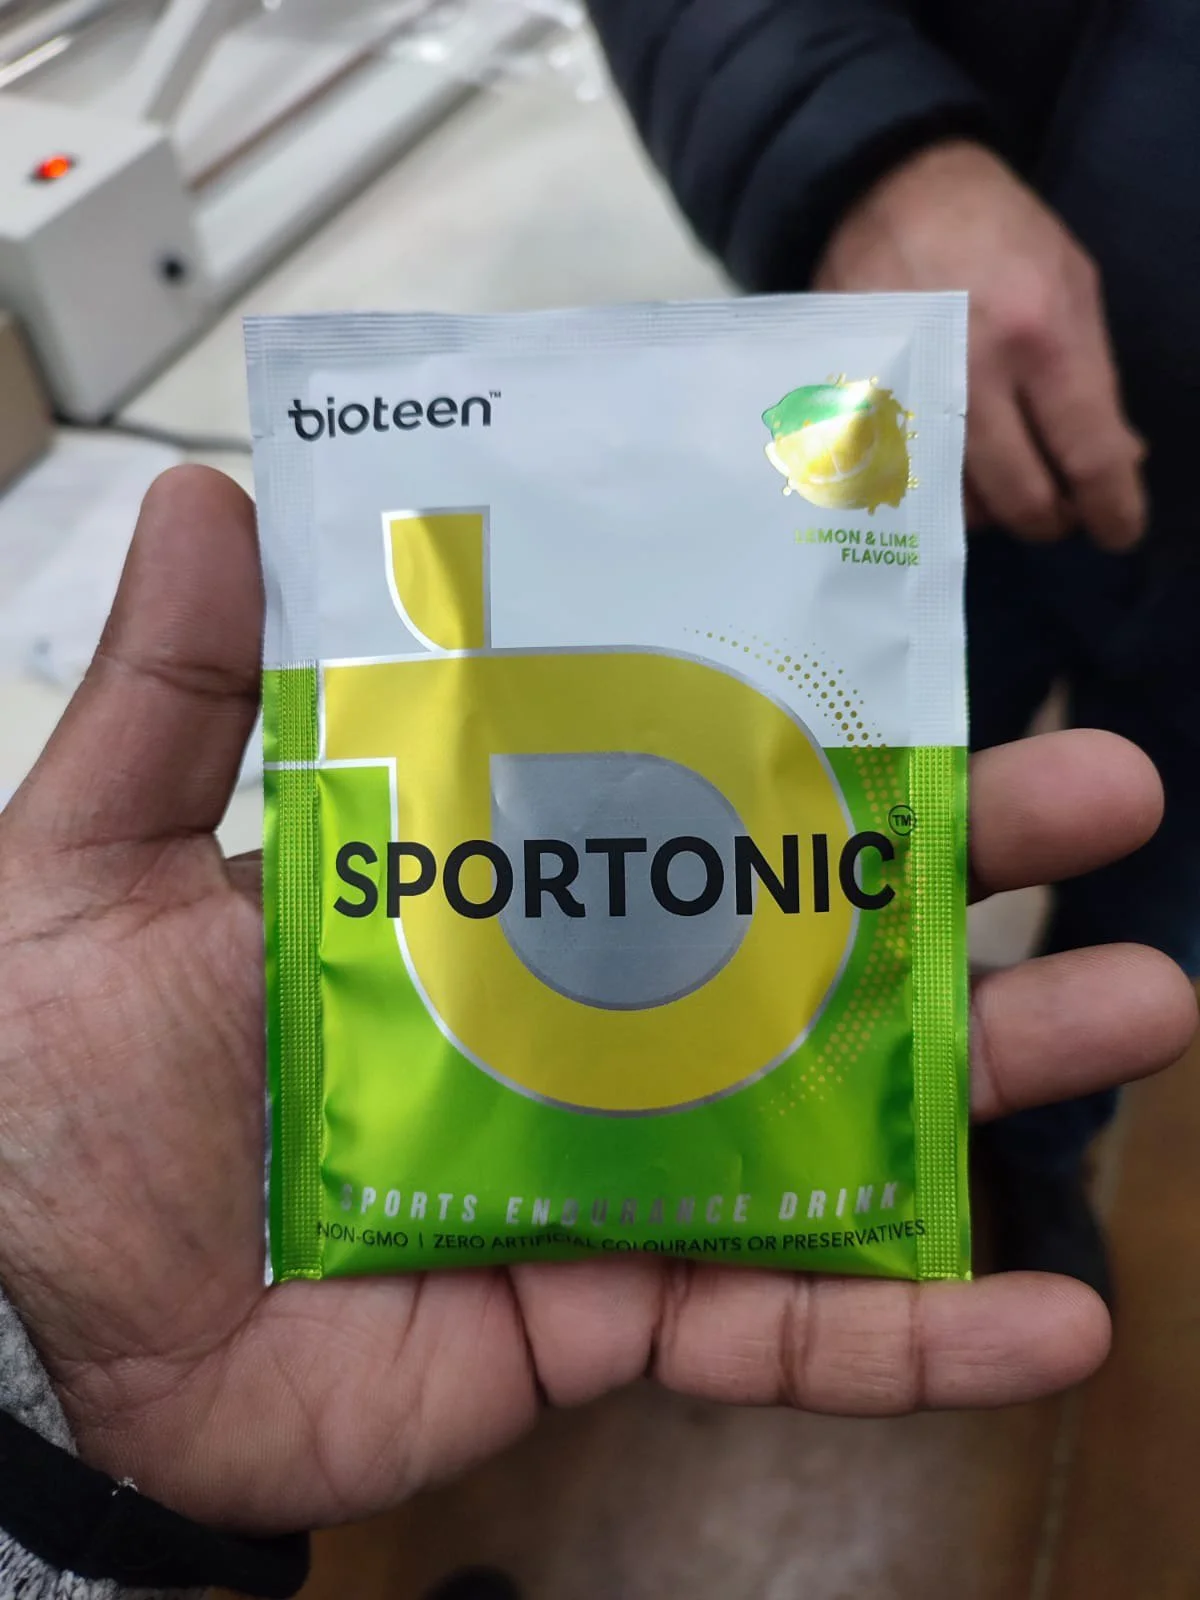 bioteen™
LEMON & LIME
FLAVOUR
SPORTONIC™
SPORTS ENDURANCE DRINK
NON-GMO | ZERO ARTIFICIAL COLOURANTS OR PRESERVATIVES